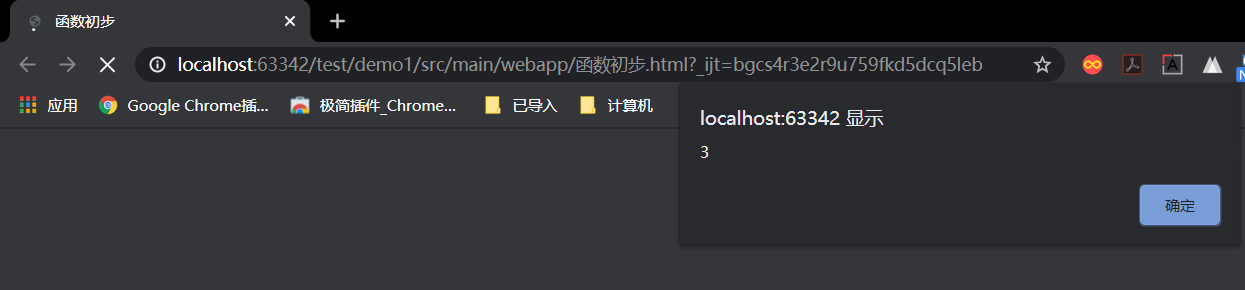 函数初步
localhost:63342/test/demo1/src/main/webapp/函数初步.html?_ijt=bgcs4r3e2r9u759fkd5dcq5leb
应用 Google Chrome插... 极简插件_Chrome... 已导入 计算机
localhost:63342 显示
3
确定